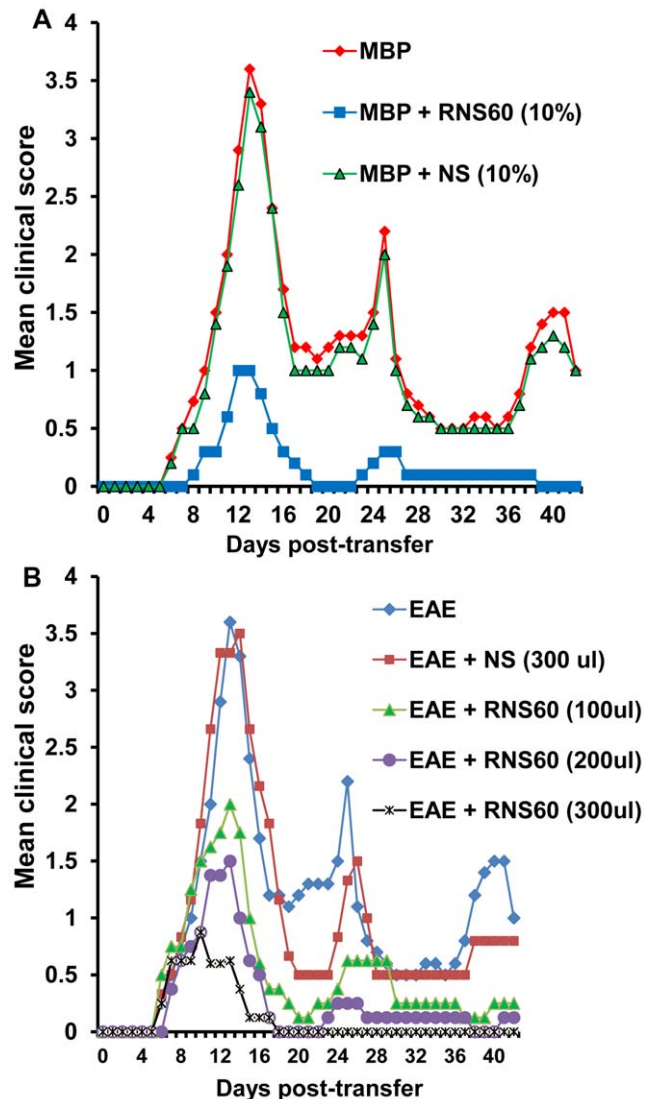 A
4
3.5
3
2.5
2
1.5
1
0.5
0
Mean clinical score
MBP
MBP + RNS60 (10%)
MBP + NS (10%)
0 4 8 12 16 20 24 28 32 36 40
Days post-transfer
B
4
3.5
3
2.5
2
1.5
1
0.5
0
Mean clinical score
EAE
EAE + NS (300 ul)
EAE + RNS60 (100ul)
EAE + RNS60 (200ul)
EAE + RNS60 (300ul)
0 4 8 12 16 20 24 28 32 36 40
Days post-transfer